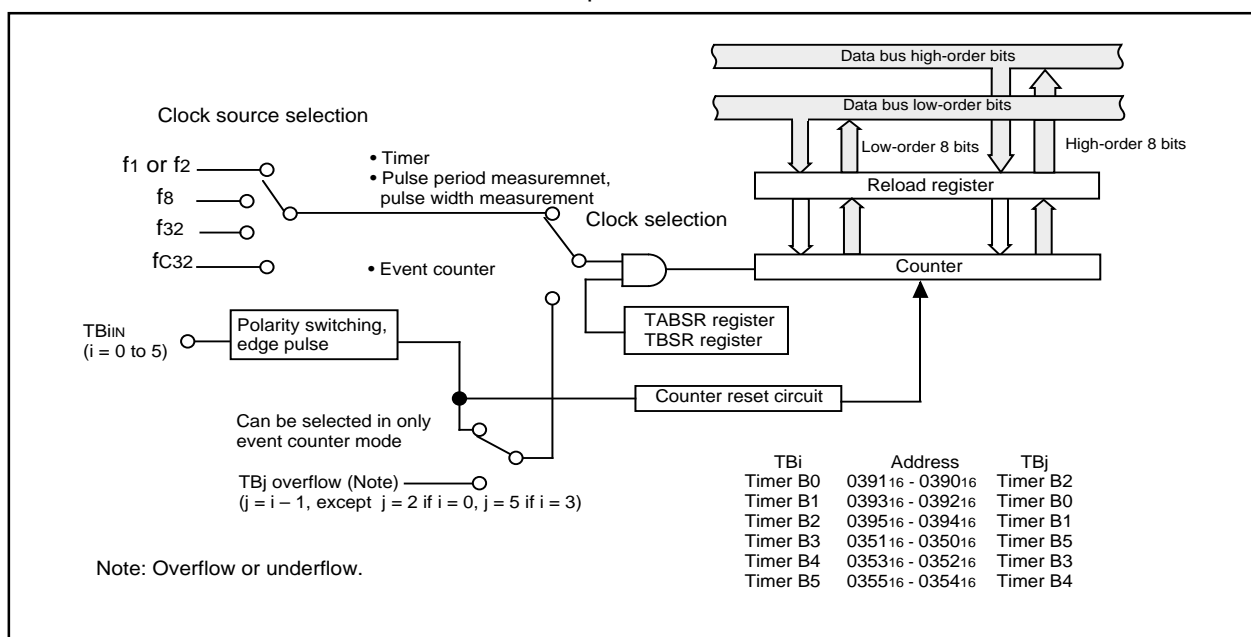 Data bus high-order bits
Data bus low-order bits
Clock source selection
Low-order 8 bits
High-order 8 bits
f1 or f2
f8
f32
fC32
• Timer
• Pulse period measuremnet,
pulse width measurement
Reload register
Clock selection
• Event counter
Counter
TABSR register
TBSR register
TBiIN
(i = 0 to 5)
Polarity switching,
edge pulse
Counter reset circuit
Can be selected in only
event counter mode
TBj overflow (Note)
(j = i – 1, except j = 2 if i = 0, j = 5 if i = 3)
TBi Address TBj
Timer B0 039116 - 039016 Timer B2
Timer B1 039316 - 039216 Timer B0
Timer B2 039516 - 039416 Timer B1
Timer B3 035116 - 035016 Timer B5
Timer B4 035316 - 035216 Timer B3
Timer B5 035516 - 035416 Timer B4
Note: Overflow or underflow.